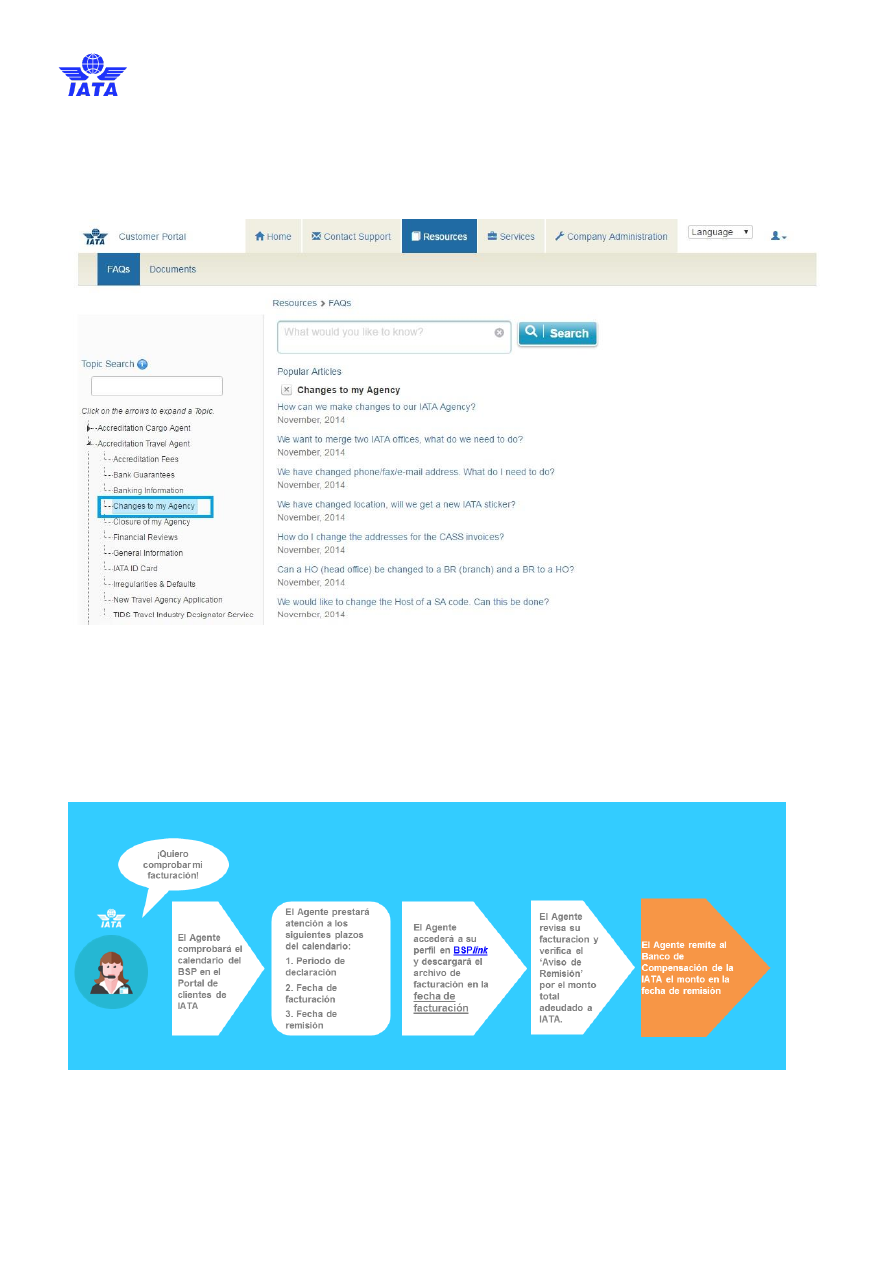 IATA
IATA
Customer Portal
Home
Contact Support
Resources
Services
Company Administration
Language
FAQs
Documents
Resources > FAQs
What would you like to know?
Search
Topic Search
Click on the arrows to expand a Topic.
Accreditation Cargo Agent
Accreditation Travel Agent
Accreditation Fees
Bank Guarantees
Banking Information
Changes to my Agency
Closure of my Agency
Financial Reviews
General Information
IATA ID Card
Irregularities & Defaults
New Travel Agency Application
TIDS Travel Industry Designator Service
Popular Articles
Changes to my Agency
How can we make changes to our IATA Agency?
November, 2014
We want to merge two IATA offices, what do we need to do?
November, 2014
We have changed phone/fax/e-mail address. What do I need to do?
November, 2014
We have changed location, will we get a new IATA sticker?
November, 2014
How do I change the addresses for the CASS invoices?
November, 2014
Can a HO (head office) be changed to a BR (branch) and a BR to a HO?
November, 2014
We would like to change the Host of a SA code. Can this be done?
November, 2014
¡Quiero
comprobar mi
facturación!
IATA
El Agente
comprobará el
calendario del
BSP en el
Portal de
clientes de
IATA
El Agente prestará
atención a los
siguientes plazos
del calendario:
1. Periodo de
declaración
2. Fecha de
facturación
3. Fecha de
remisión
El Agente
accederá a su
perfil en BSPlink
y descargará el
archivo de
facturación en la
fecha de
facturación
El Agente
revisa su
facturacion y
verifica el
‘Aviso de
Remisión’
por el monto
total
adeudado a
IATA.
El Agente remite al
Banco de
Compensación de la
IATA el monto en la
fecha de remisión